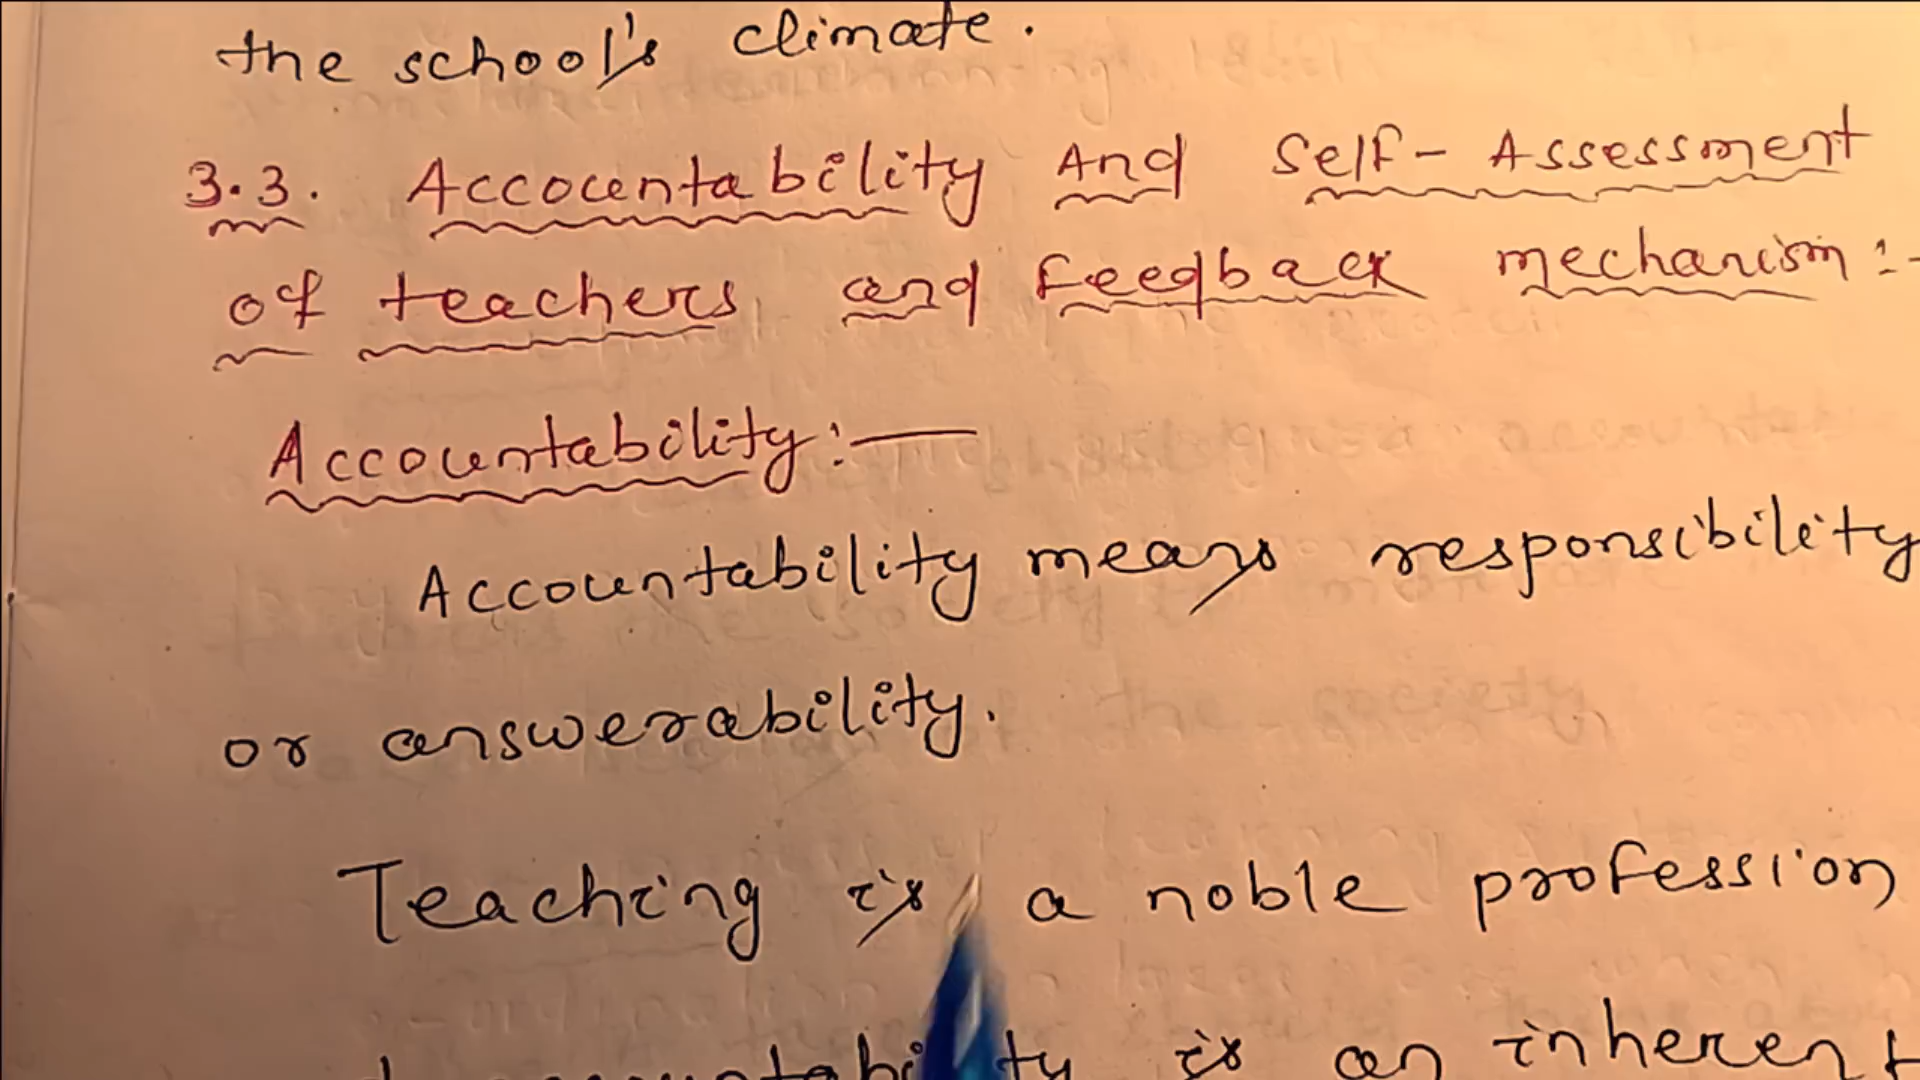 the school's climate.
3.3. Accountability And Self-Assessment
of teachers and Feedback mechanism:-
Accountability:—
Accountability means responsibility
or answerability.
Teaching is a noble profession
is an inherent